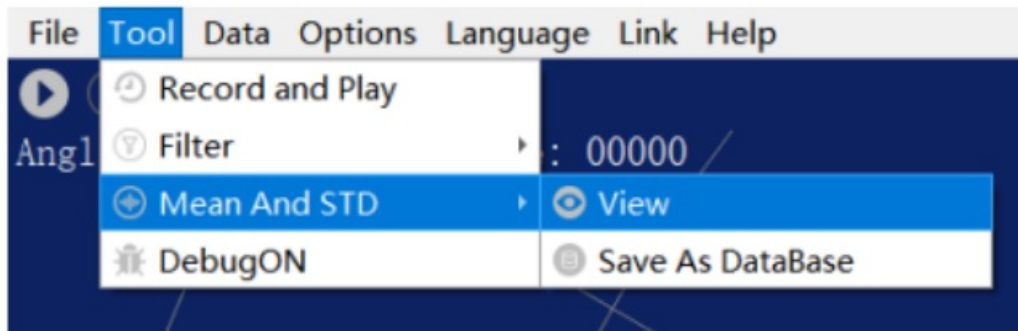 File Tool Data Options Language Link Help
Record and Play
Angl
Filter
: 00000
Mean And STD
View
DebugON
Save As DataBase